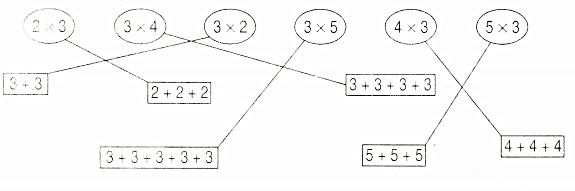 2 × 3 3 × 4 3 × 2 3 × 5 4 × 3 5 × 3
3 + 3 2 + 2 + 2 3 + 3 + 3 + 3
3 + 3 + 3 + 3 + 3 5 + 5 + 5 4 + 4 + 4